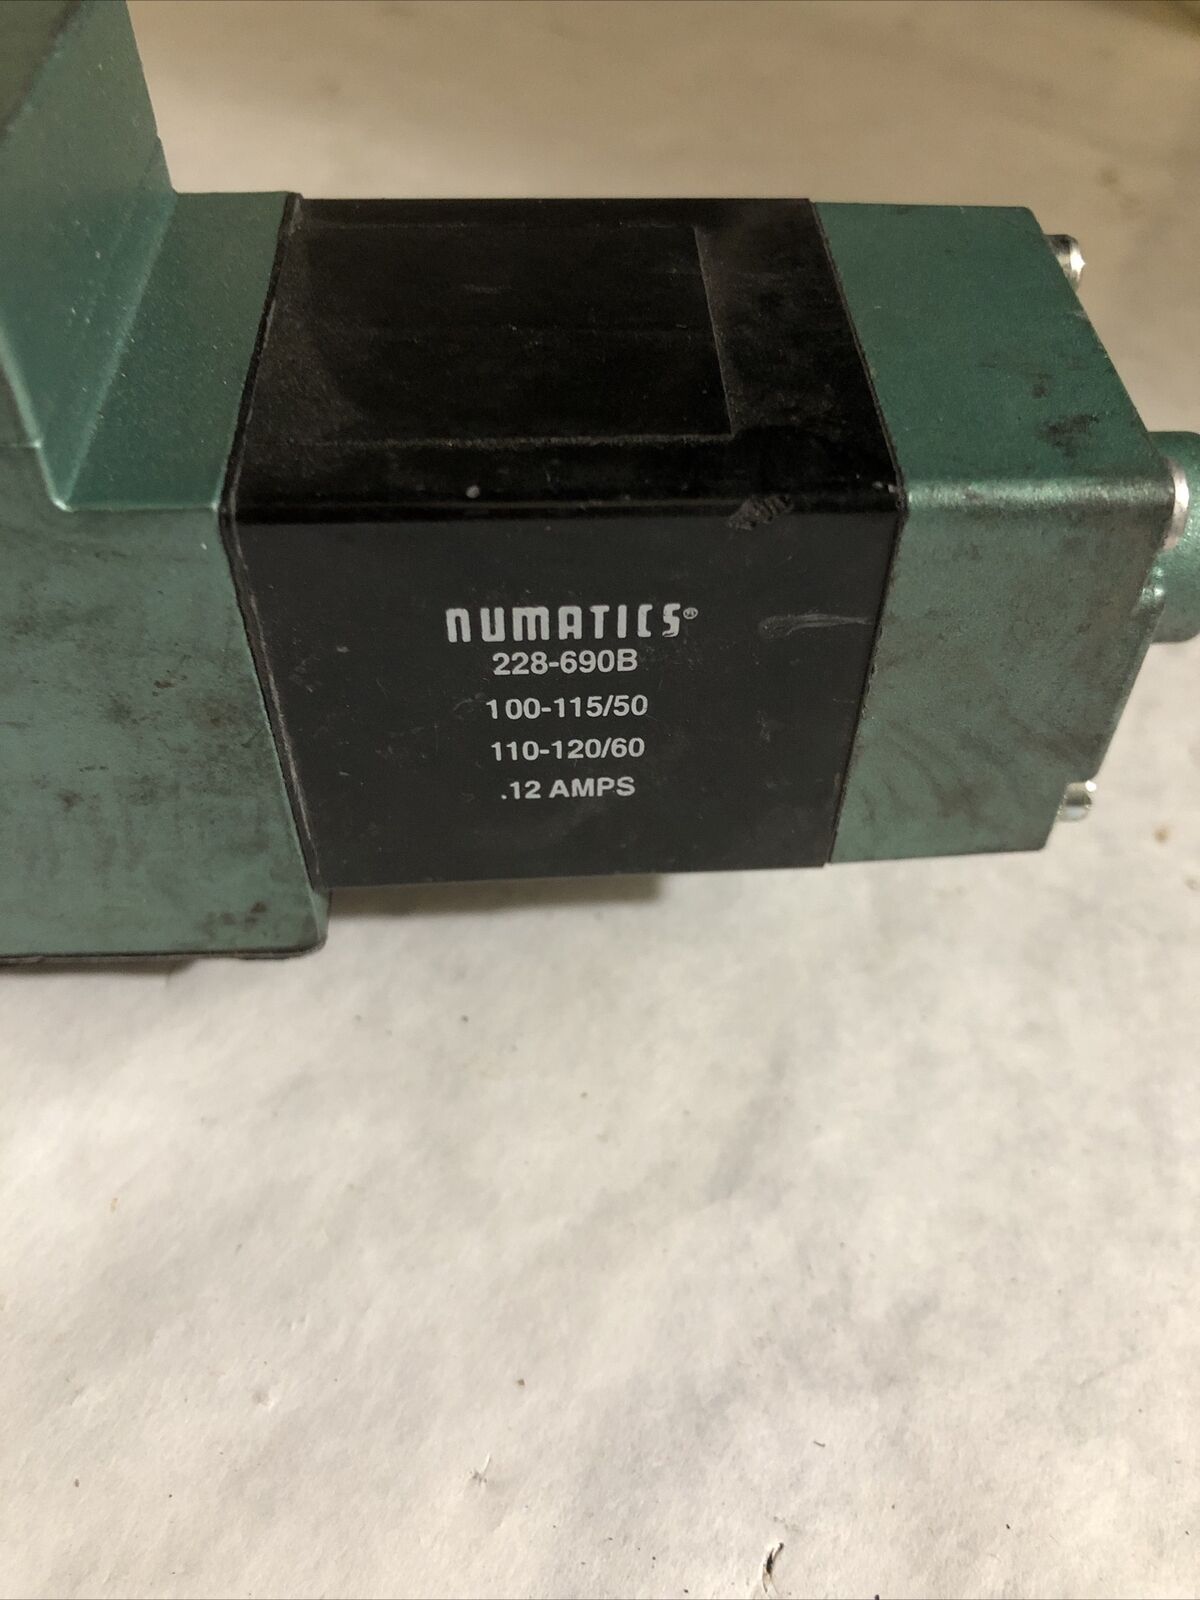 NUMATICS®
228-690B
100-115/50
110-120/60
.12 AMPS